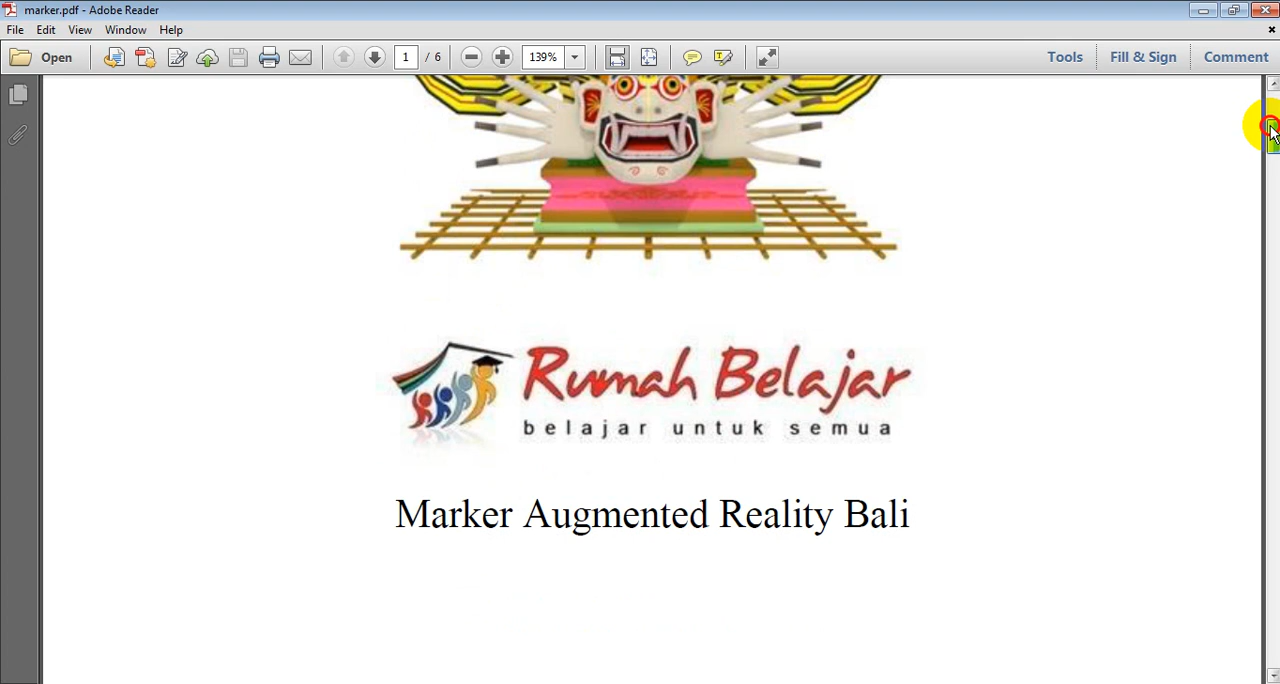 marker.pdf - Adobe Reader
File Edit View Window Help
Open 1 / 6 139% Tools Fill & Sign Comment
Rumah Belajar
belajar untuk semua
Marker Augmented Reality Bali